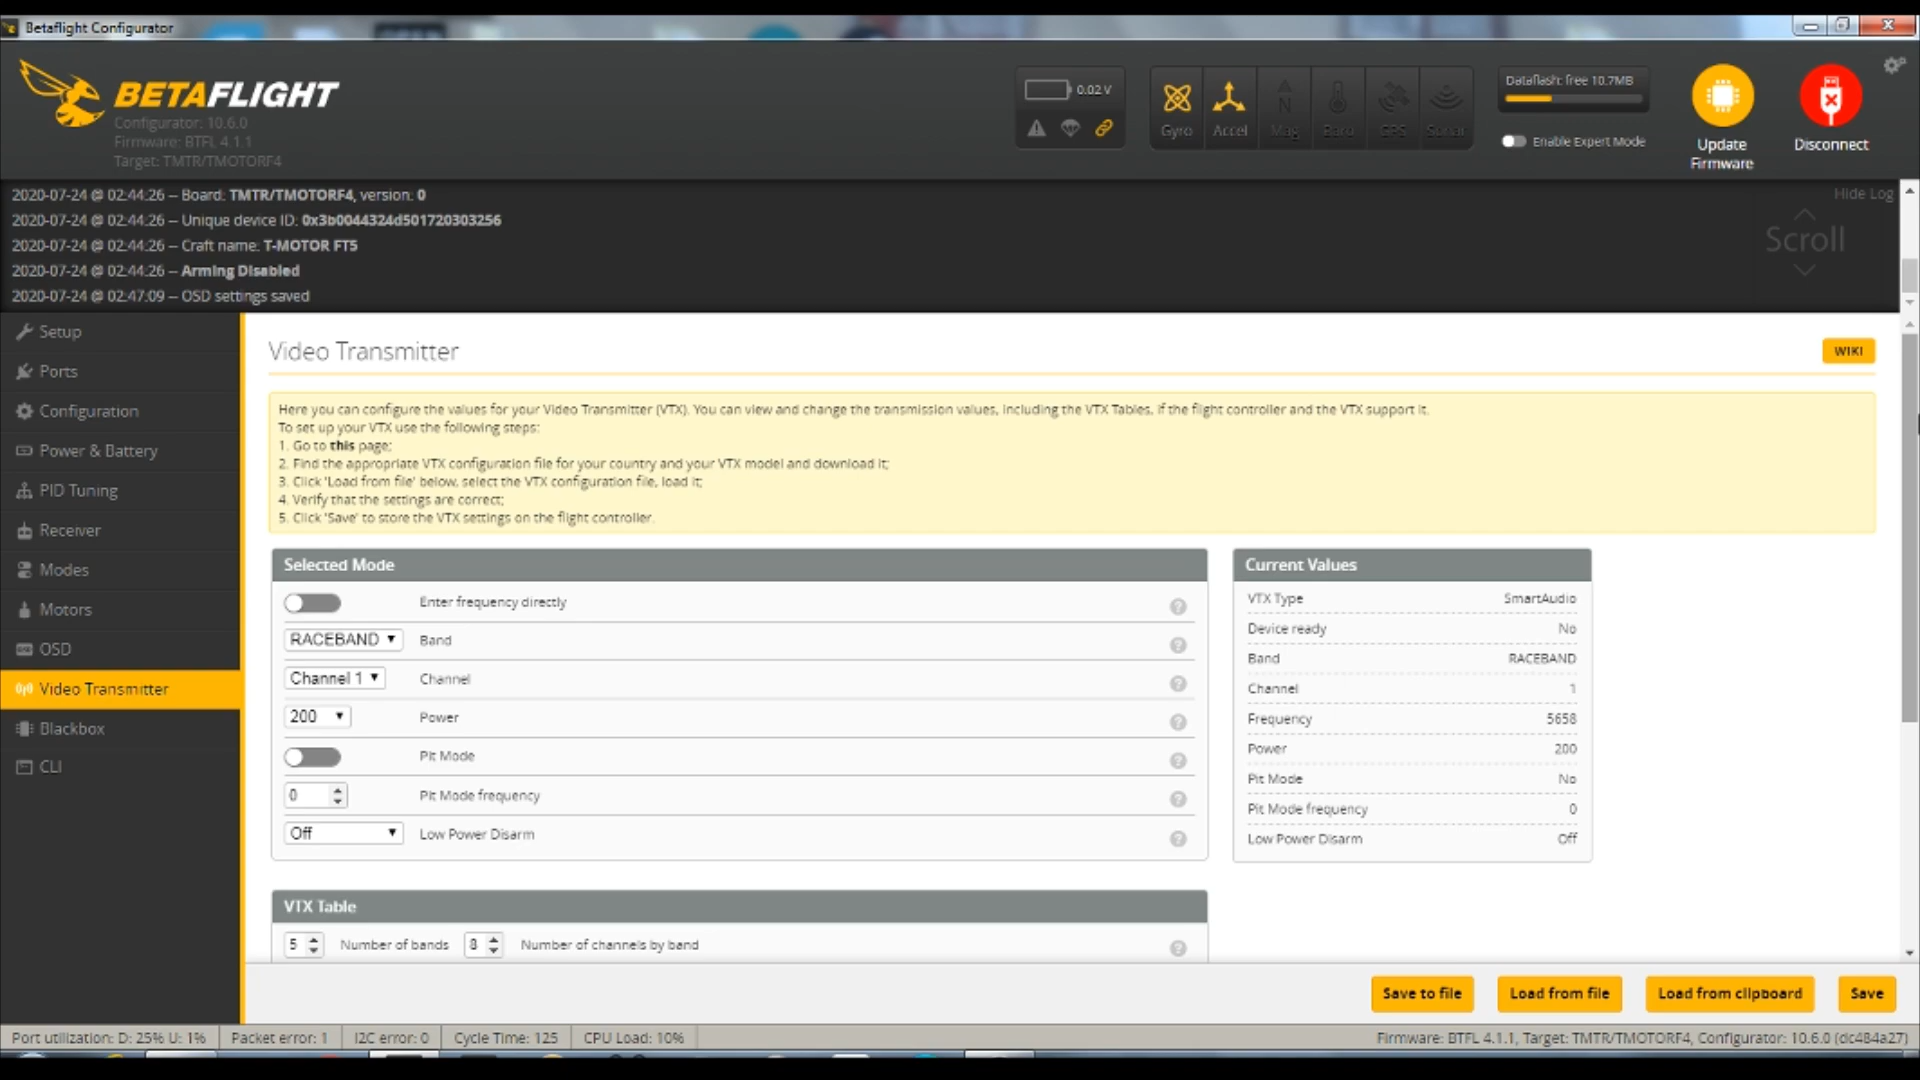 Betaflight Configurator
BETAFLIGHT
Configurator: 10.6.0
Firmware: BTFL 4.1.1
Target: TMTR/TMOTORF4
0.02 V
Gyro Accel Mag Baro GPS Sonar
Dataflash: free 10.7MB
Enable Expert Mode
Update
Firmware
Disconnect
2020-07-24 @ 02:44:26 -- Board: TMTR/TMOTORF4, version: 0
2020-07-24 @ 02:44:26 -- Unique device ID: 0x3b0044324d501720303256
2020-07-24 @ 02:44:26 -- Craft name: T-MOTOR FT5
2020-07-24 @ 02:44:26 -- Arming Disabled
2020-07-24 @ 02:47:09 -- OSD settings saved
Hide Log
Scroll
Setup
Ports
Configuration
Power & Battery
PID Tuning
Receiver
Modes
Motors
OSD
Video Transmitter
Blackbox
CLI
Video Transmitter
WIKI
Here you can configure the values for your Video Transmitter (VTX). You can view and change the transmission values, including the VTX Tables, if the flight controller and the VTX support it.
To set up your VTX use the following steps:
1. Go to this page;
2. Find the appropriate VTX configuration file for your country and your VTX model and download it;
3. Click 'Load from file' below, select the VTX configuration file, load it;
4. Verify that the settings are correct;
5. Click 'Save' to store the VTX settings on the flight controller.
Selected Mode
Enter frequency directly
RACEBAND Band
Channel 1 Channel
200 Power
Pit Mode
0 Pit Mode frequency
Off Low Power Disarm
Current Values
VTX Type SmartAudio
Device ready No
Band RACEBAND
Channel 1
Frequency 5658
Power 200
Pit Mode No
Pit Mode frequency 0
Low Power Disarm Off
VTX Table
5 Number of bands 8 Number of channels by band
Save to file
Load from file
Load from clipboard
Save
Port utilization: D: 25% U: 1% Packet error: 1 I2C error: 0 Cycle Time: 125 CPU Load: 10%
Firmware: BTFL 4.1.1, Target: TMTR/TMOTORF4, Configurator: 10.6.0 (dc484a27)